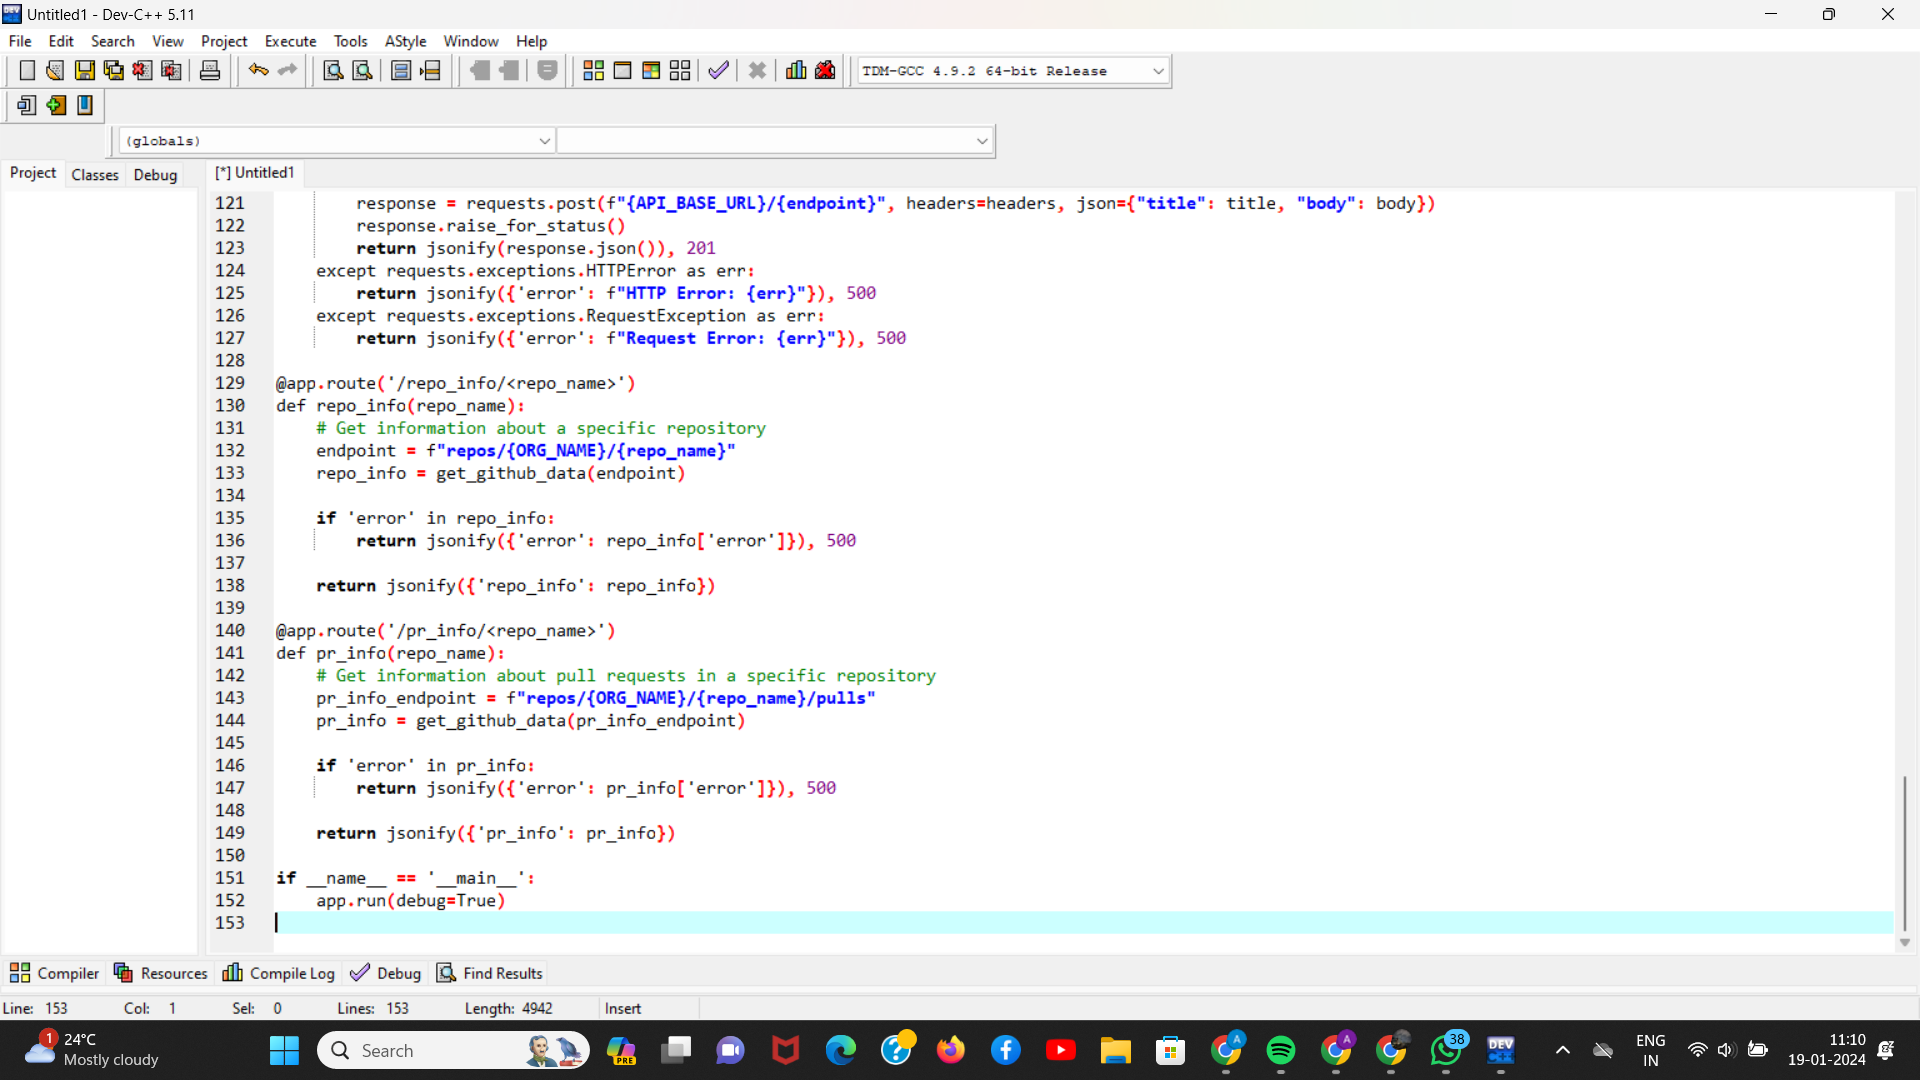 Untitled1 - Dev-C++ 5.11
File Edit Search View Project Execute Tools AStyle Window Help
TDM-GCC 4.9.2 64-bit Release
(globals)
Project Classes Debug [*] Untitled1
121         response = requests.post(f"{API_BASE_URL}/{endpoint}", headers=headers, json={"title": title, "body": body})
122         response.raise_for_status()
123         return jsonify(response.json()), 201
124     except requests.exceptions.HTTPError as err:
125         return jsonify({'error': f"HTTP Error: {err}"}), 500
126     except requests.exceptions.RequestException as err:
127         return jsonify({'error': f"Request Error: {err}"}), 500
128
129 @app.route('/repo_info/<repo_name>')
130 def repo_info(repo_name):
131     # Get information about a specific repository
132     endpoint = f"repos/{ORG_NAME}/{repo_name}"
133     repo_info = get_github_data(endpoint)
134
135     if 'error' in repo_info:
136         return jsonify({'error': repo_info['error']}), 500
137
138     return jsonify({'repo_info': repo_info})
139
140 @app.route('/pr_info/<repo_name>')
141 def pr_info(repo_name):
142     # Get information about pull requests in a specific repository
143     pr_info_endpoint = f"repos/{ORG_NAME}/{repo_name}/pulls"
144     pr_info = get_github_data(pr_info_endpoint)
145
146     if 'error' in pr_info:
147         return jsonify({'error': pr_info['error']}), 500
148
149     return jsonify({'pr_info': pr_info})
150
151 if __name__ == '__main__':
152     app.run(debug=True)
153
Compiler Resources Compile Log Debug Find Results
Line: 153 Col: 1 Sel: 0 Lines: 153 Length: 4942 Insert
1 24°C
Mostly cloudy
Search
PRE
A
A
38
DEV
C++
ENG
IN
11:10
19-01-2024